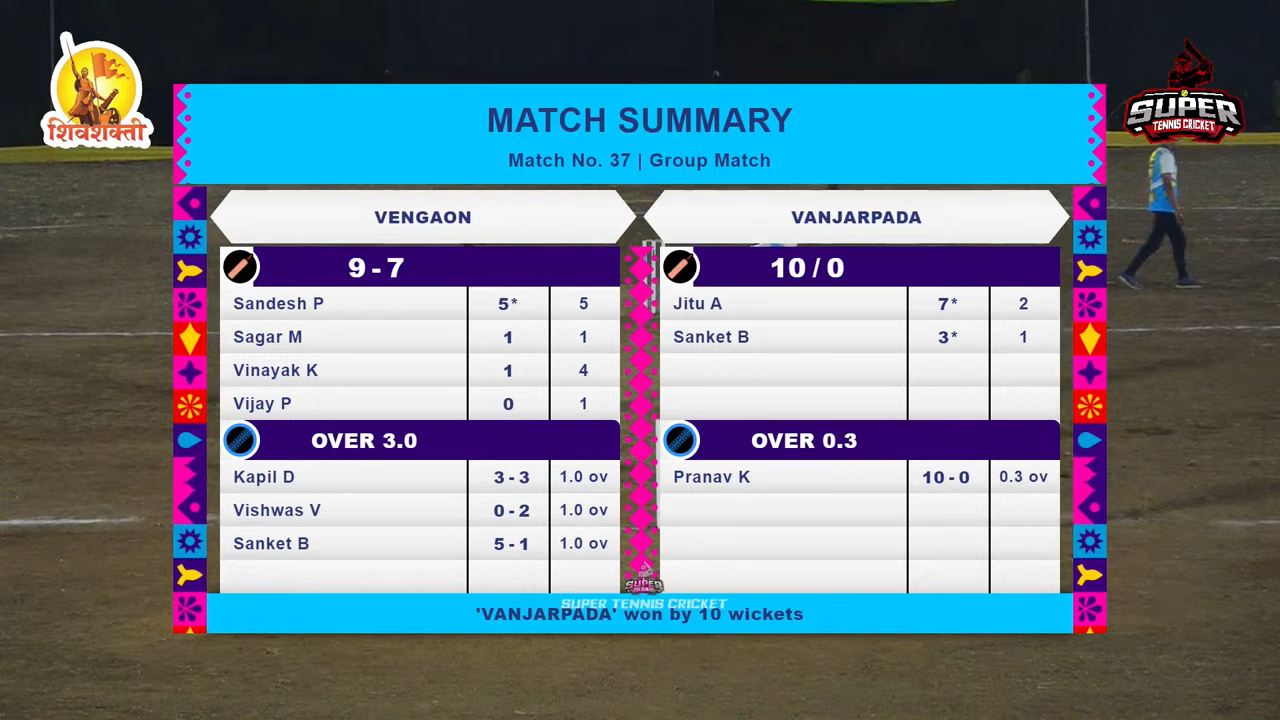 शिवशक्ती
SUPER
TENNIS CRICKET
MATCH SUMMARY
Match No. 37 | Group Match
VENGAON
VANJARPADA
9 - 7
10 / 0
Sandesh P 5* 5
Jitu A 7* 2
Sagar M 1 1
Sanket B 3* 1
Vinayak K 1 4
Vijay P 0 1
OVER 3.0
OVER 0.3
Kapil D 3 - 3 1.0 ov
Pranav K 10 - 0 0.3 ov
Vishwas V 0 - 2 1.0 ov
Sanket B 5 - 1 1.0 ov
SUPER
SUPER TENNIS CRICKET
'VANJARPADA' won by 10 wickets